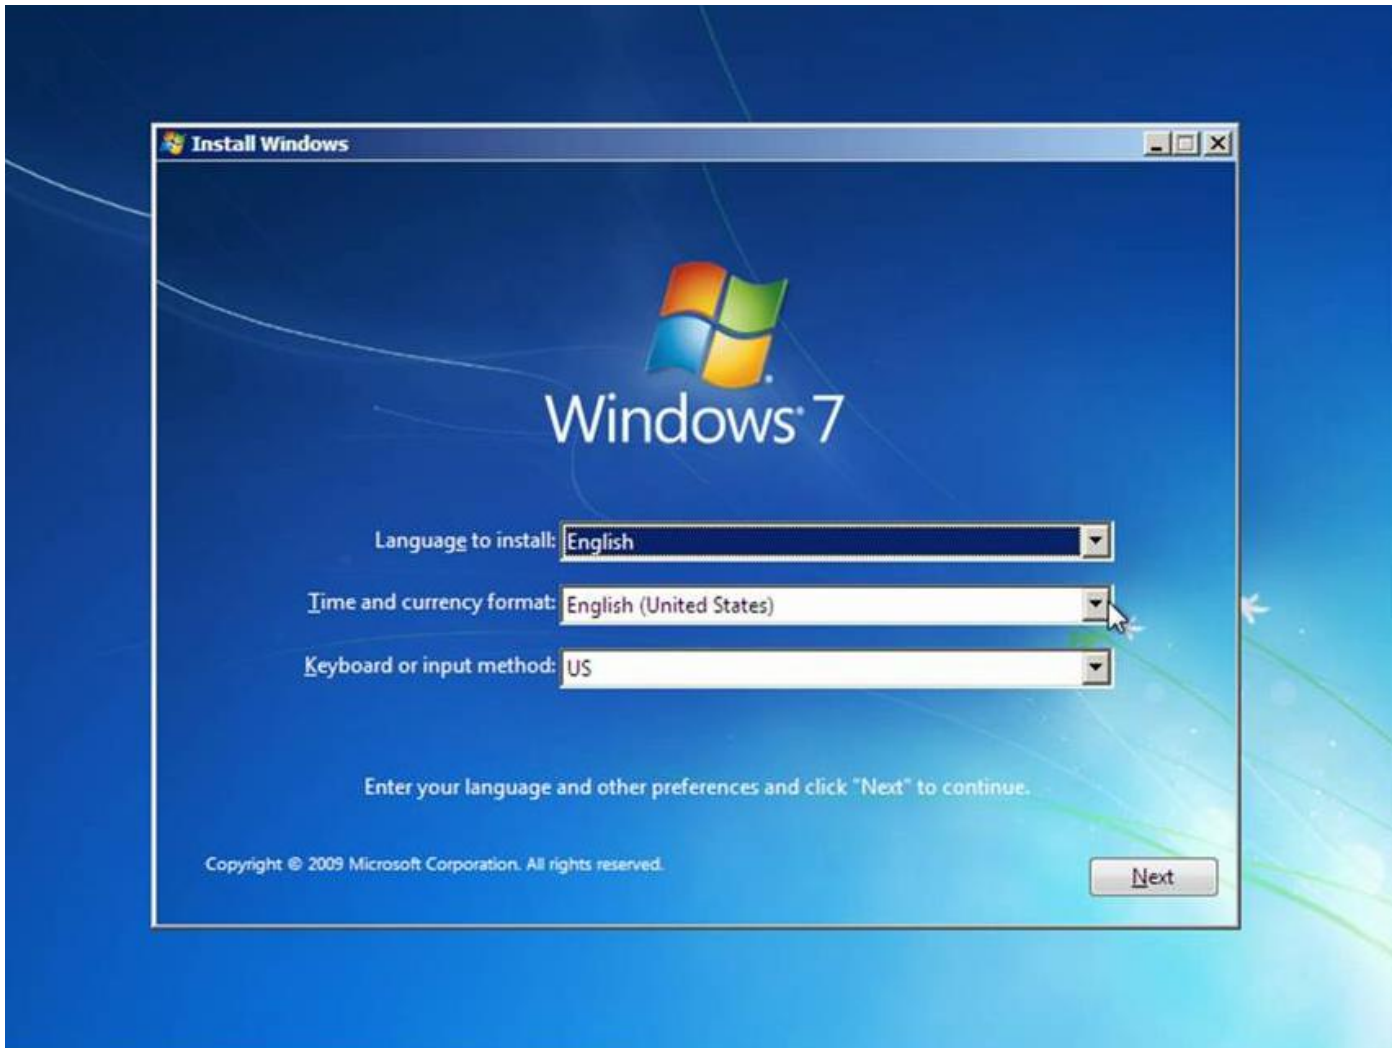 Install Windows
Windows® 7
Language to install: English
Time and currency format: English (United States)
Keyboard or input method: US
Enter your language and other preferences and click "Next" to continue.
Copyright © 2009 Microsoft Corporation. All rights reserved.
Next